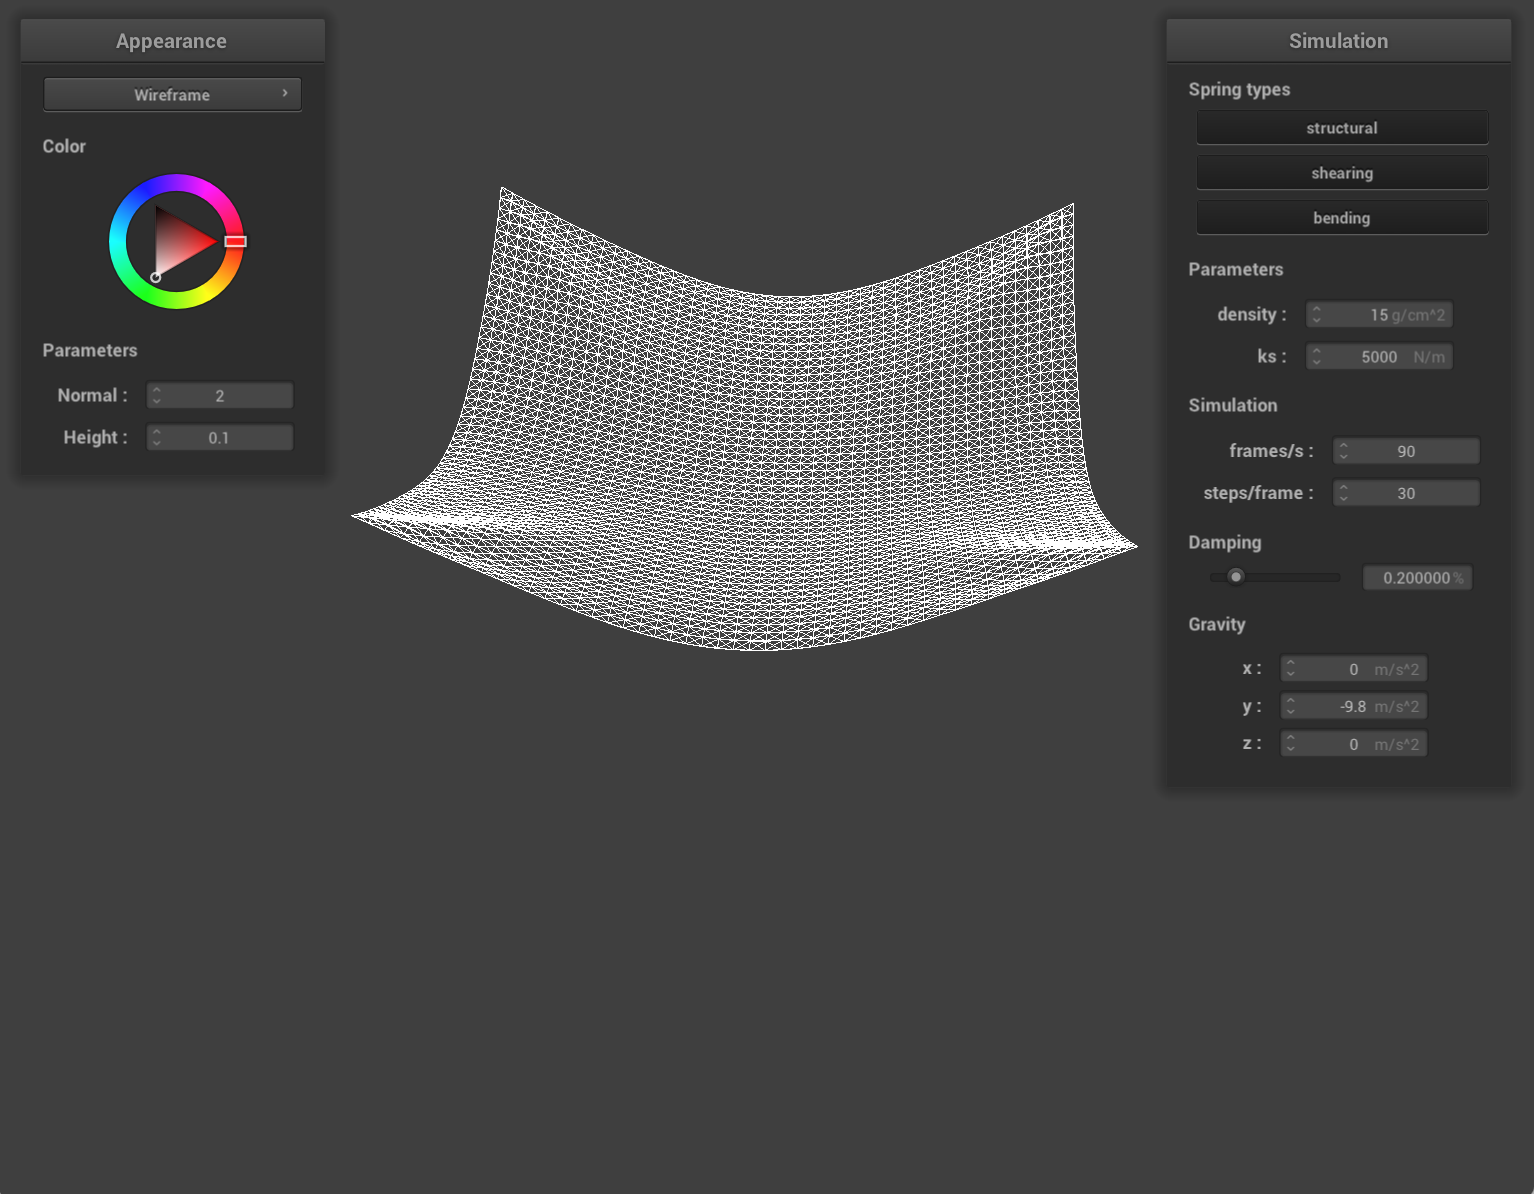 Appearance
Wireframe
Color
Parameters
Normal : 2
Height : 0.1
Simulation
Spring types
structural
shearing
bending
Parameters
density : 15 g/cm^2
ks : 5000 N/m
Simulation
frames/s : 90
steps/frame : 30
Damping
0.200000 %
Gravity
x : 0 m/s^2
y : -9.8 m/s^2
z : 0 m/s^2